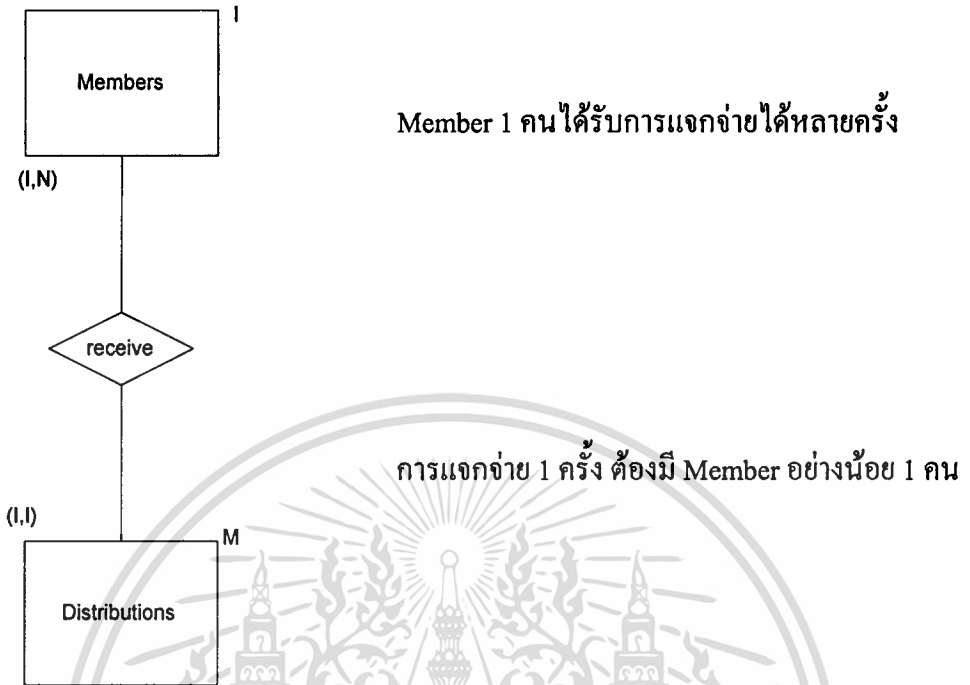 1
Members
Member 1 คนได้รับการแจกจ่ายได้หลายครั้ง
(1,N)
receive
การแจกจ่าย 1 ครั้ง ต้องมี Member อย่างน้อย 1 คน
(1,1)
M
Distributions